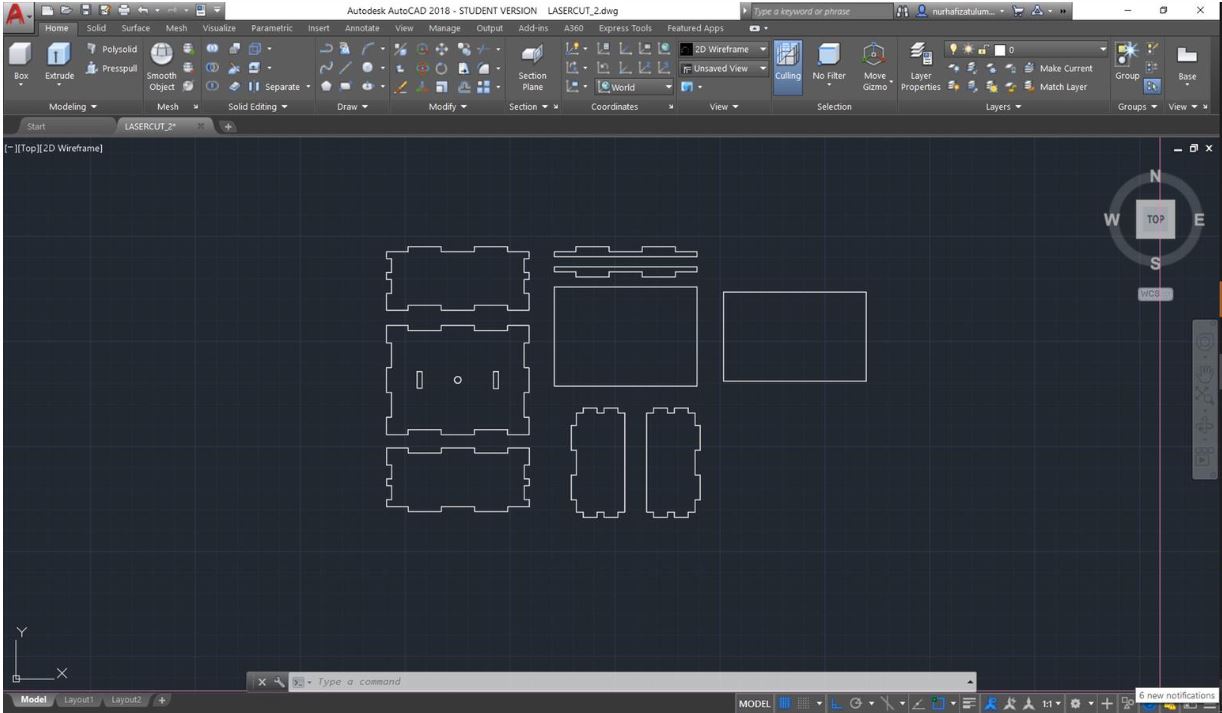 Autodesk AutoCAD 2018 - STUDENT VERSION LASERCUT_2.dwg
Type a keyword or phrase
nurhafizatulum...
Home Solid Surface Mesh Visualize Parametric Insert Annotate View Manage Output Add-ins A360 Express Tools Featured Apps
Box
Extrude
Polysolid
Presspull
Smooth
Object
Separate
Section
Plane
World
2D Wireframe
Unsaved View
Culling
No Filter
Move
Gizmo
Layer
Properties
0
Make Current
Match Layer
Group
Base
Modeling Mesh Solid Editing Draw Modify Section Coordinates View Selection Layers Groups View
Start LASERCUT_2*
[−][Top][2D Wireframe]
N
W TOP E
S
WCS
Y
X
Type a command
Model Layout1 Layout2
MODEL 1:1
6 new notifications